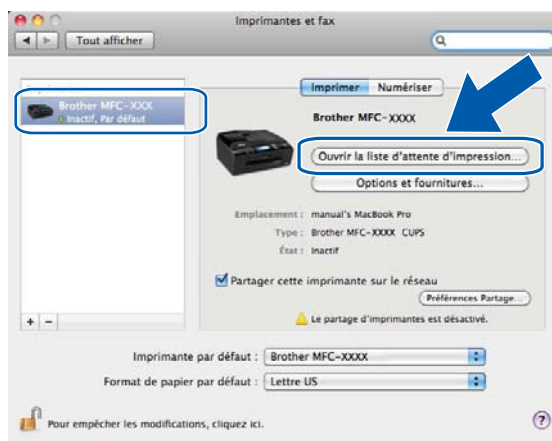 Imprimantes et fax
Tout afficher
Imprimer Numériser
Brother MFC-XXX
Inactif, Par défaut
Brother MFC-XXX
Ouvrir la liste d'attente d'impression...
Options et fournitures...
Emplacement : manual's MacBook Pro
Type : Brother MFC-XXXX CUPS
État : Inactif
Partager cette imprimante sur le réseau
Préférences Partage...
Le partage d'imprimantes est désactivé.
+ −
Imprimante par défaut : Brother MFC-XXXX
Format de papier par défaut : Lettre US
Pour empêcher les modifications, cliquez ici.
?